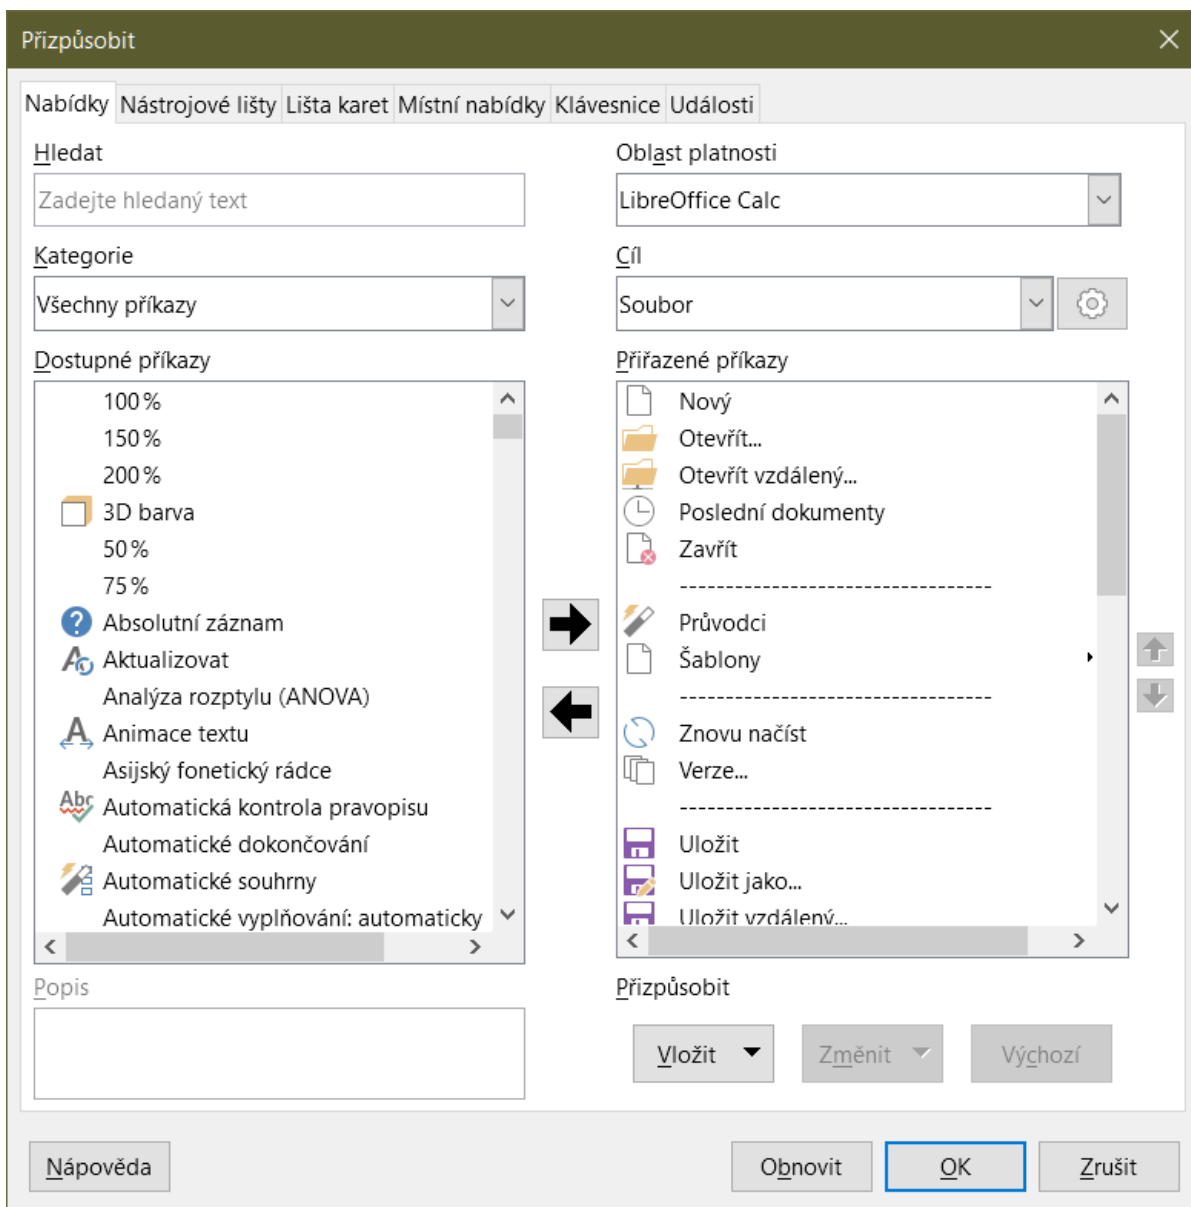 Přizpůsobit
Nabídky Nástrojové lišty Lišta karet Místní nabídky Klávesnice Události
Hledat
Zadejte hledaný text
Kategorie
Všechny příkazy
Dostupné příkazy
100 %
150 %
200 %
3D barva
50 %
75 %
Absolutní záznam
Aktualizovat
Analýza rozptylu (ANOVA)
Animace textu
Asijský fonetický rádce
Automatická kontrola pravopisu
Automatické dokončování
Automatické souhrny
Automatické vyplňování: automaticky
Popis
Oblast platnosti
LibreOffice Calc
Cíl
Soubor
Přiřazené příkazy
Nový
Otevřít...
Otevřít vzdálený...
Poslední dokumenty
Zavřít
----------------------------------
Průvodci
Šablony
----------------------------------
Znovu načíst
Verze...
----------------------------------
Uložit
Uložit jako...
Uložit vzdálený...
Přizpůsobit
Vložit Změnit Výchozí
Nápověda Obnovit OK Zrušit